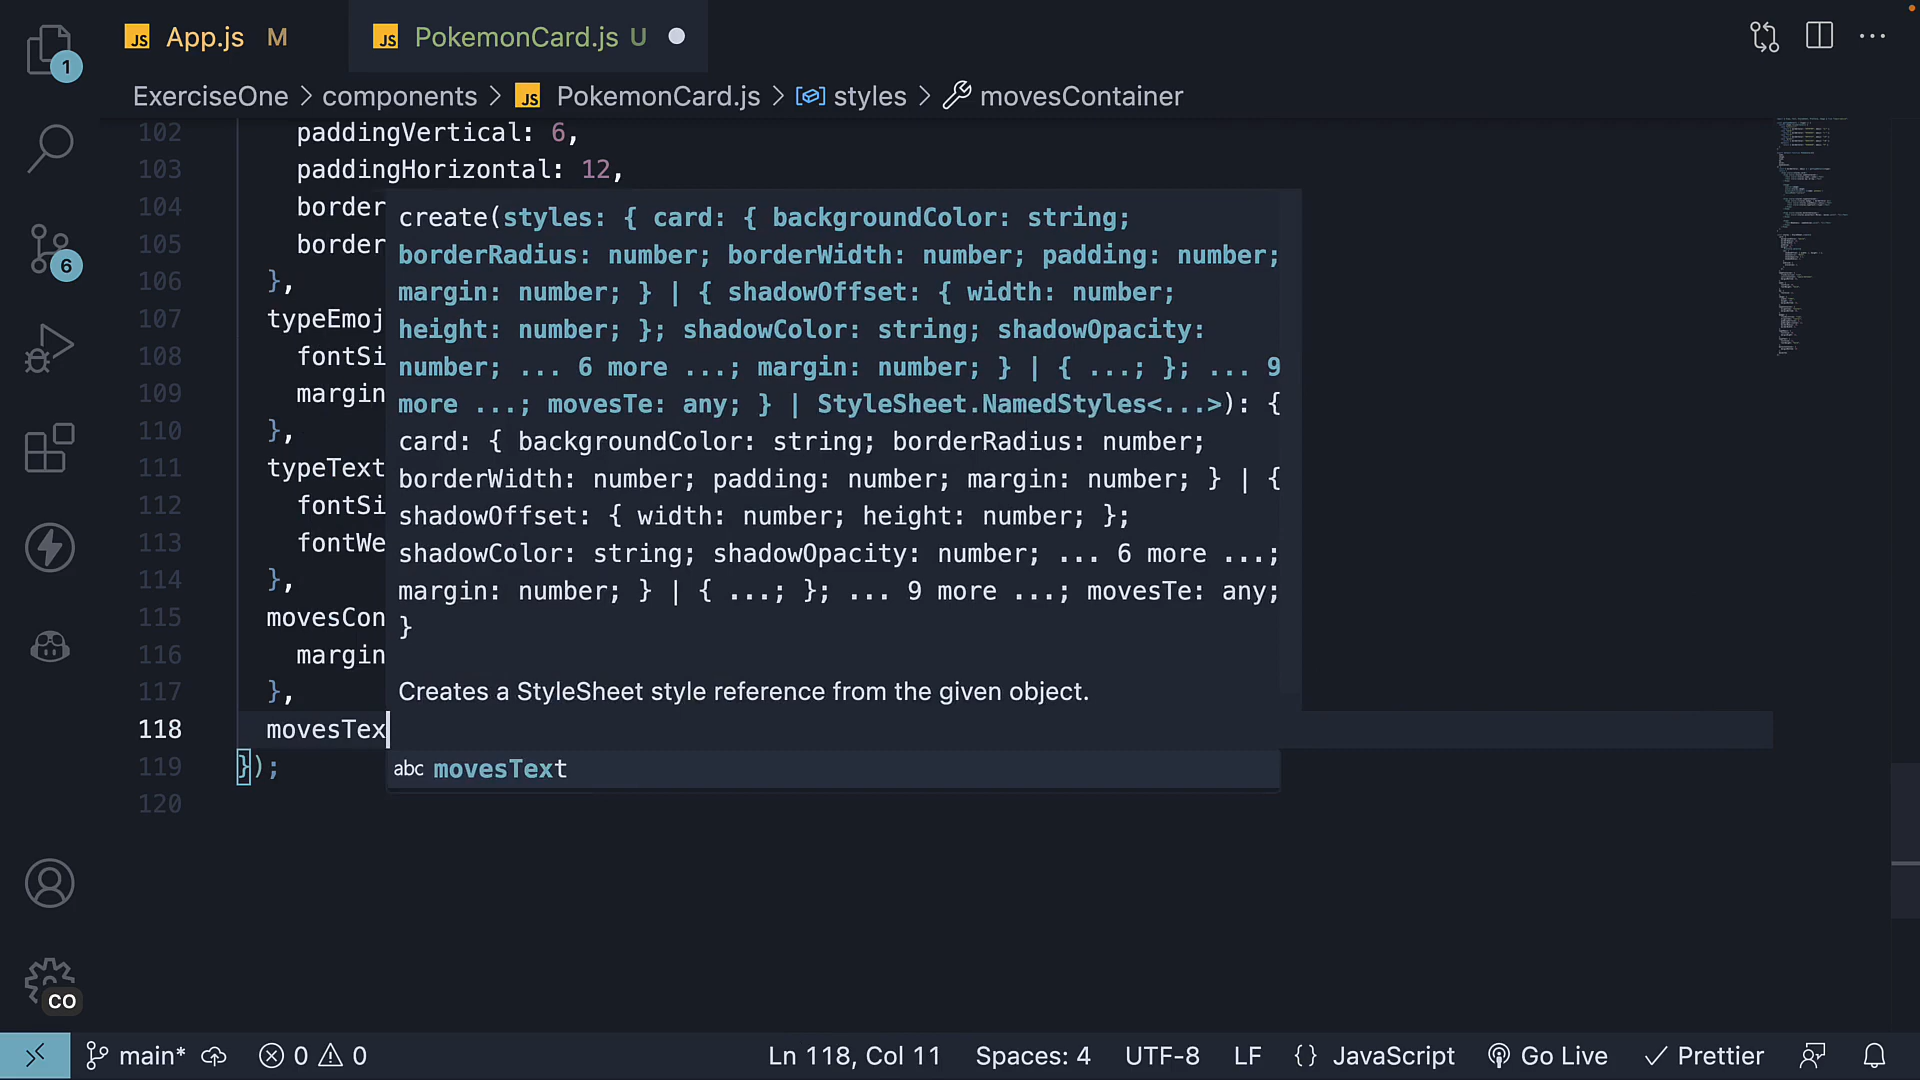 JS App.js M
JS PokemonCard.js U
ExerciseOne > components > JS PokemonCard.js > styles > movesContainer
102 paddingVertical: 6,
103 paddingHorizontal: 12,
104 border
105 border
106 },
107 typeEmoj
108 fontSi
109 margin
110 },
111 typeText
112 fontSi
113 fontWe
114 },
115 movesCon
116 margin
117 },
118 movesTex
119 });
120
create(styles: { card: { backgroundColor: string;
borderRadius: number; borderWidth: number; padding: number;
margin: number; } | { shadowOffset: { width: number;
height: number; }; shadowColor: string; shadowOpacity:
number; ... 6 more ...; margin: number; } | { ...; }; ... 9
more ...; movesTe: any; } | StyleSheet.NamedStyles<...>): {
card: { backgroundColor: string; borderRadius: number;
borderWidth: number; padding: number; margin: number; } | {
shadowOffset: { width: number; height: number; };
shadowColor: string; shadowOpacity: number; ... 6 more ...;
margin: number; } | { ...; }; ... 9 more ...; movesTe: any;
}
Creates a StyleSheet style reference from the given object.
abc movesText
1
6
CO
main* 0 0 Ln 118, Col 11 Spaces: 4 UTF-8 LF {} JavaScript Go Live Prettier